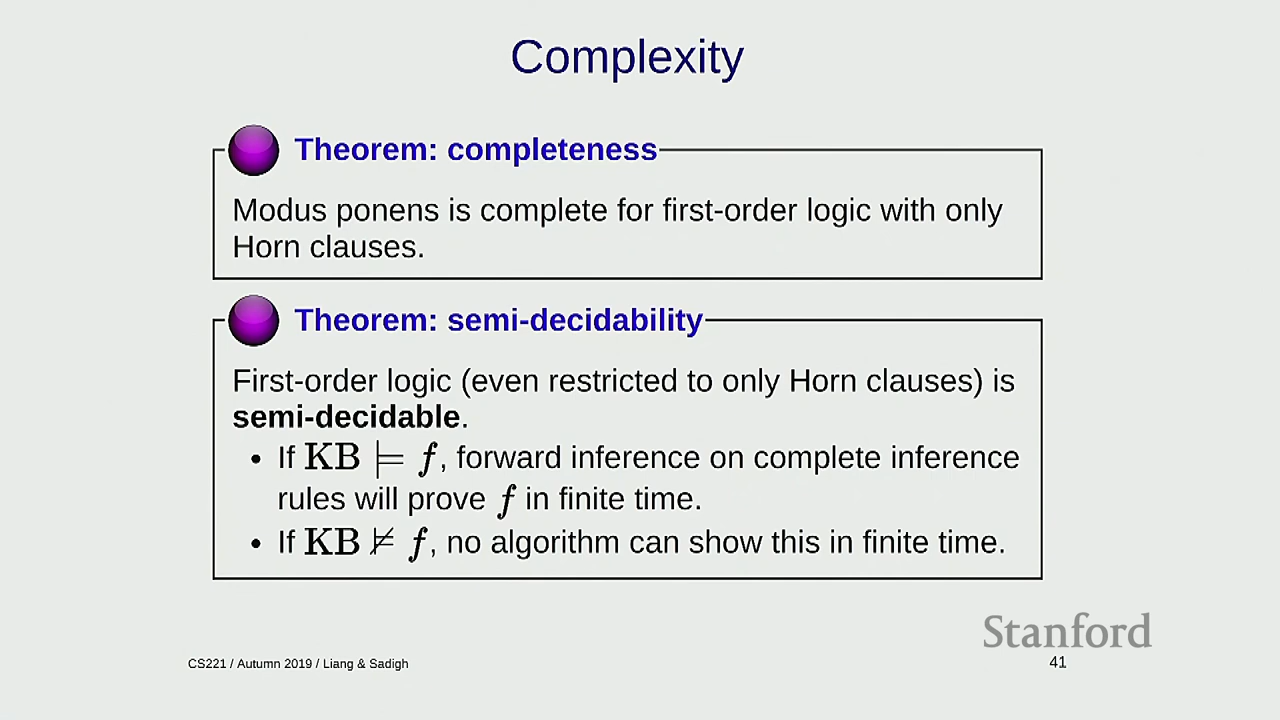 Complexity
Theorem: completeness
Modus ponens is complete for first-order logic with only
Horn clauses.
Theorem: semi-decidability
First-order logic (even restricted to only Horn clauses) is
semi-decidable.
• If KB ⊨ f, forward inference on complete inference
rules will prove f in finite time.
• If KB ⊭ f, no algorithm can show this in finite time.
Stanford
CS221 / Autumn 2019 / Liang & Sadigh
41